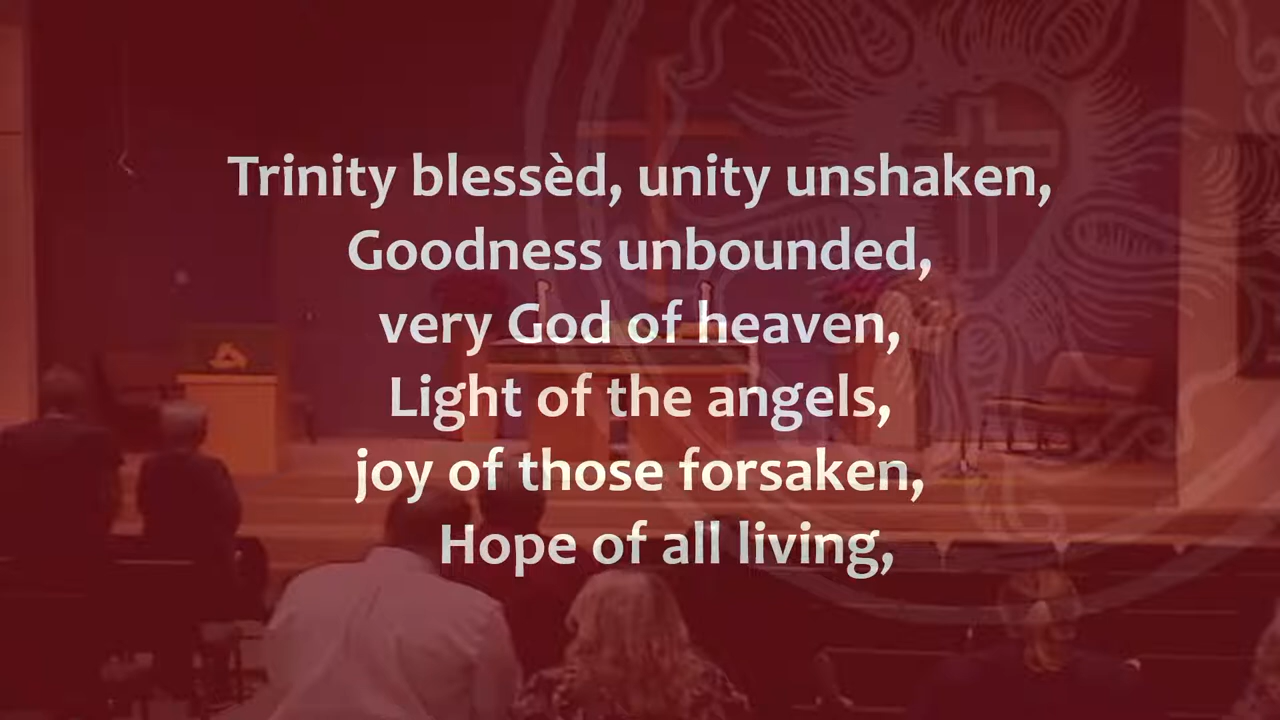 Trinity blessèd, unity unshaken,
Goodness unbounded,
very God of heaven,
Light of the angels,
joy of those forsaken,
Hope of all living,